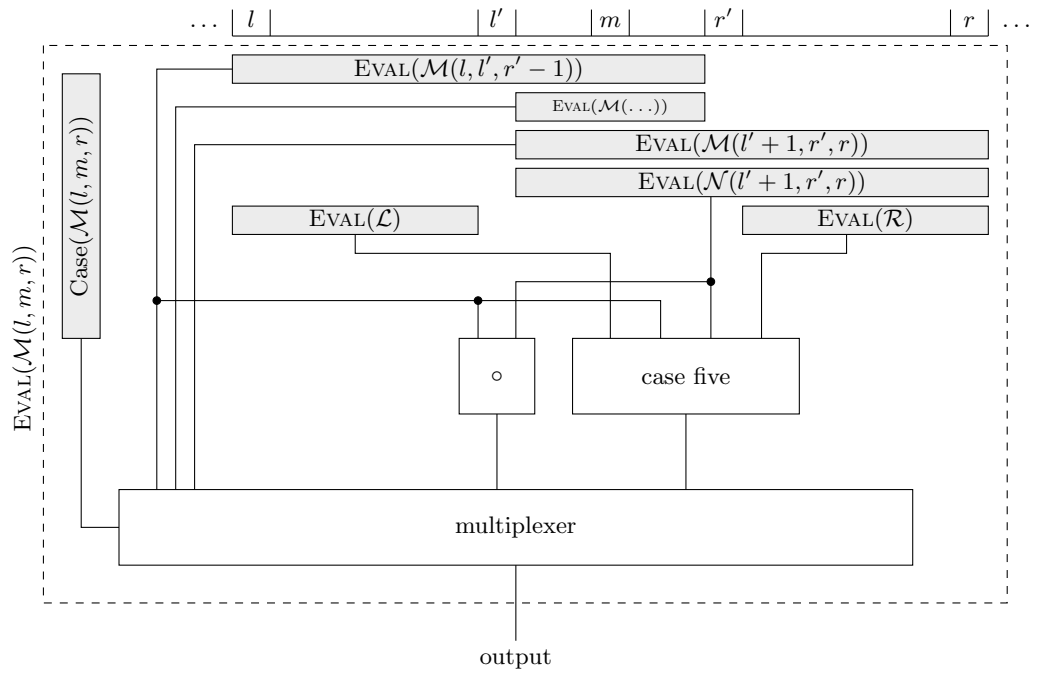 ... l l′ m r′ r ...
EVAL(ℳ(l, l′, r′ − 1))
EVAL(ℳ(...))
EVAL(ℳ(l′ + 1, r′, r))
EVAL(𝒩(l′ + 1, r′, r))
EVAL(ℒ) EVAL(ℛ)
Case(ℳ(l, m, r))
EVAL(ℳ(l, m, r))
∘ case five
multiplexer
output